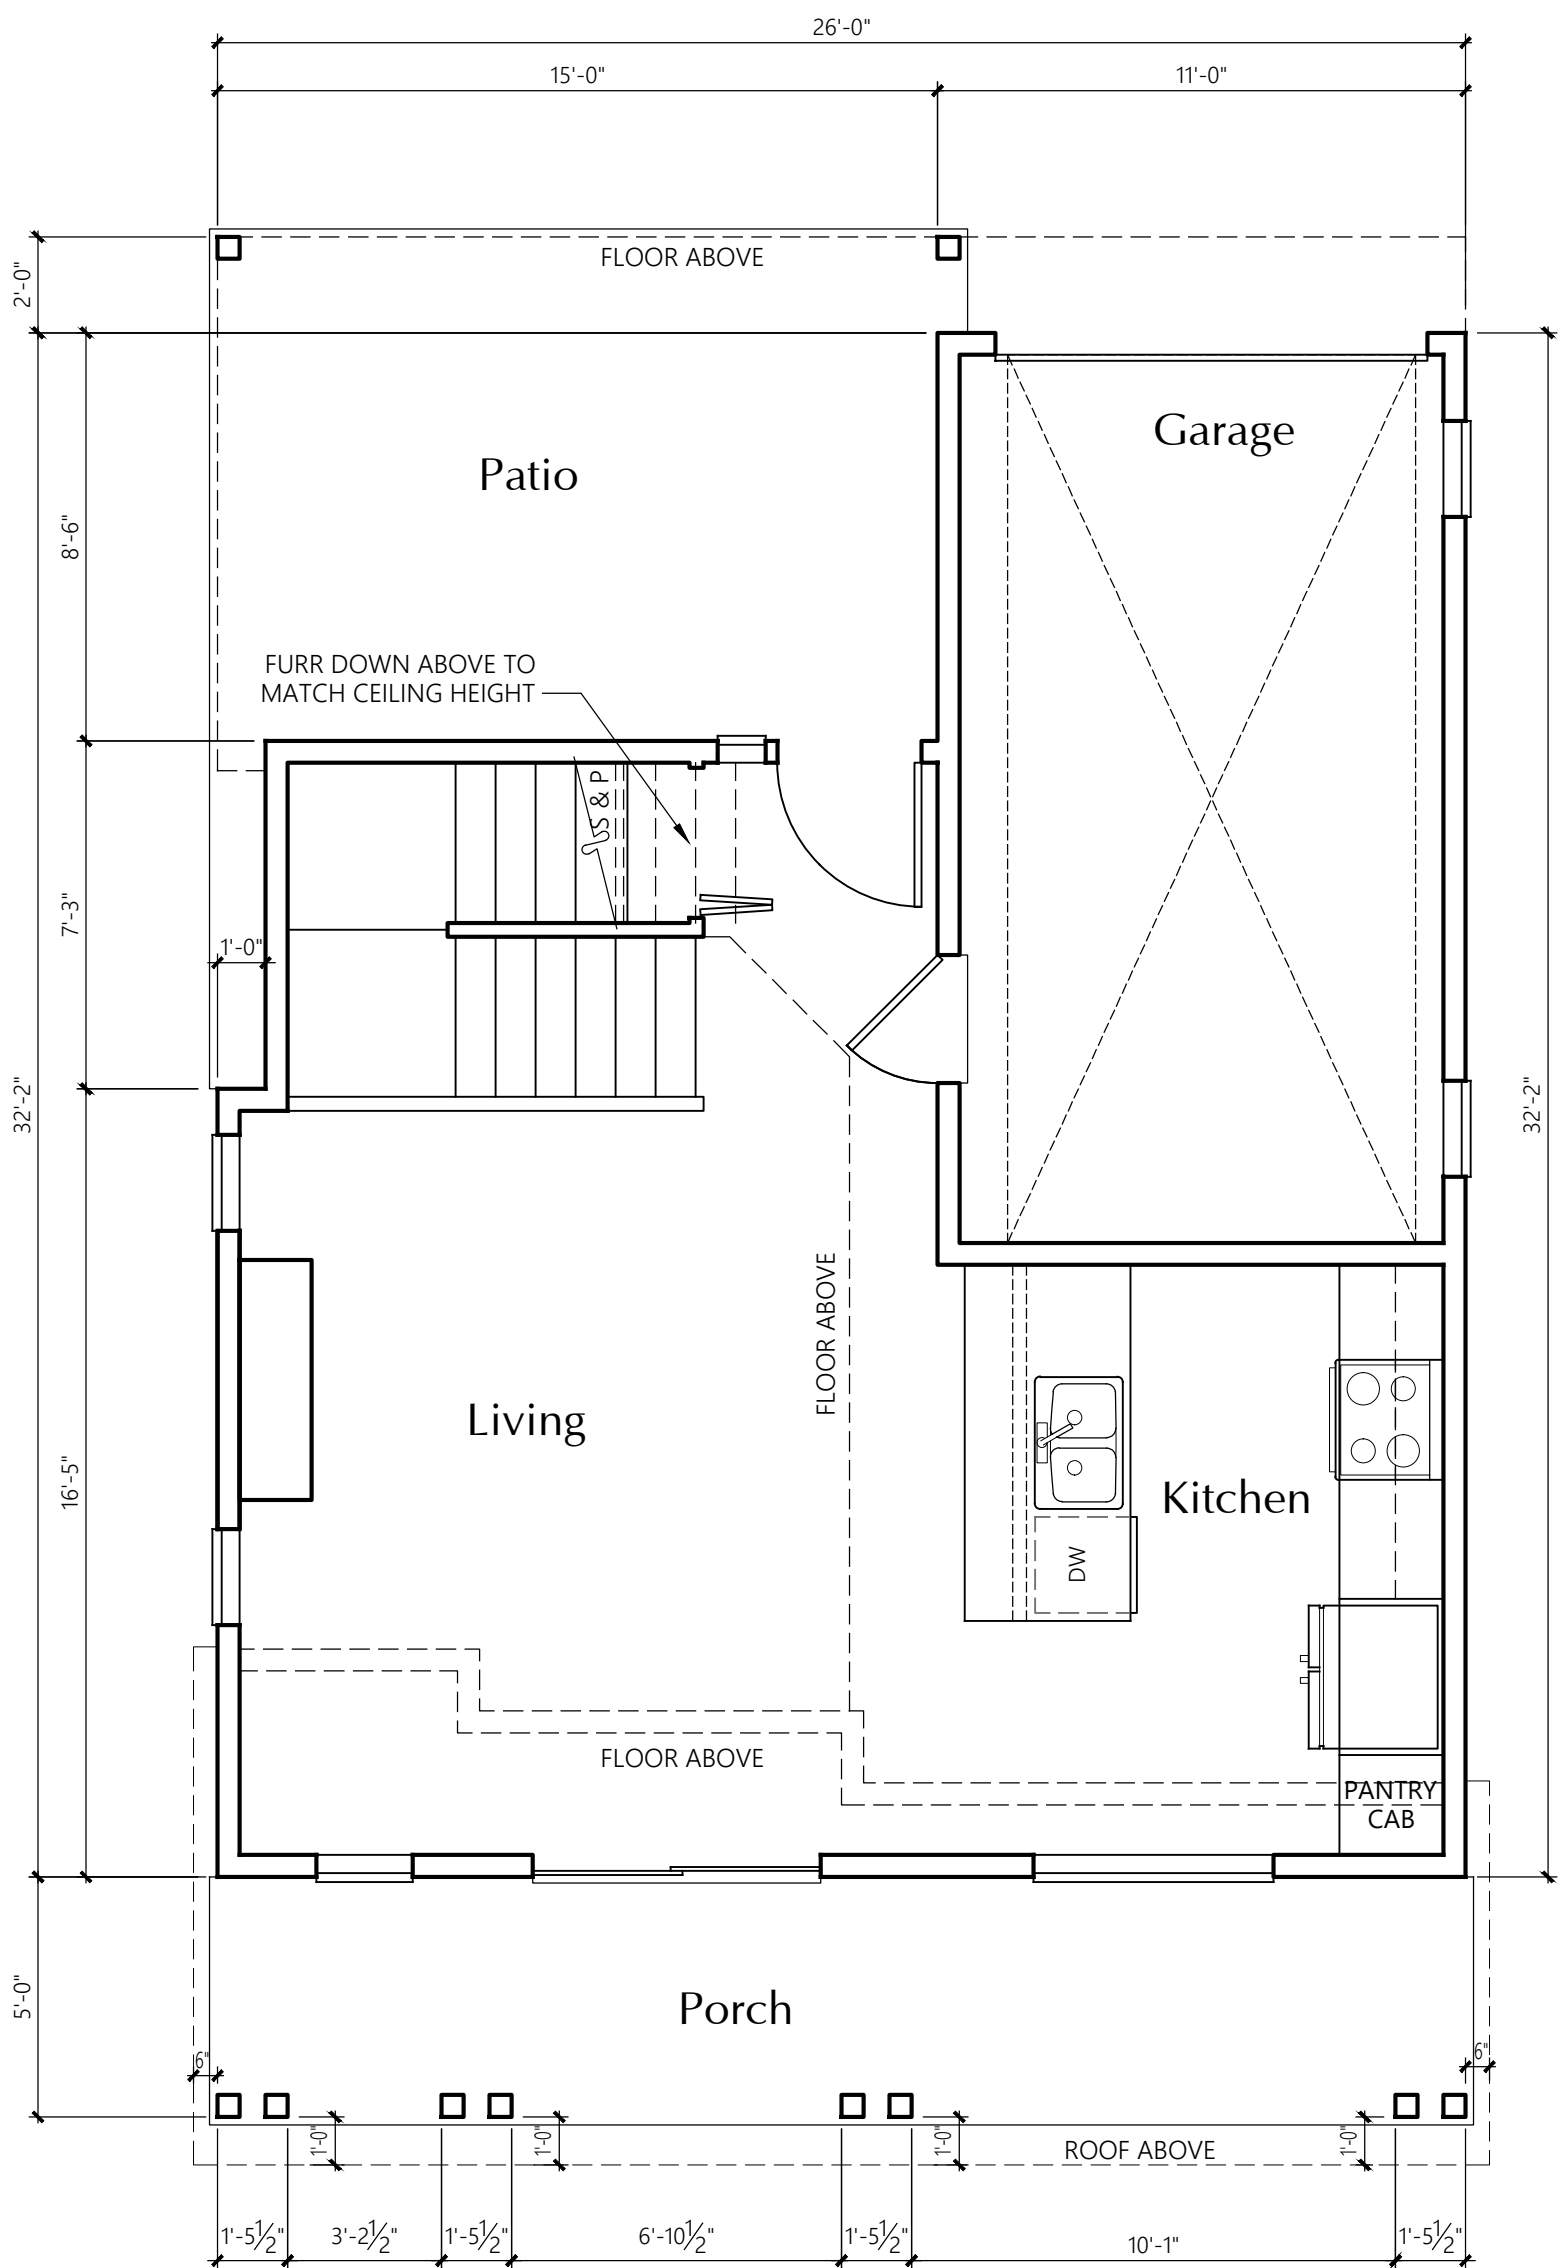 26'-0"
15'-0"
11'-0"
2'-0"
FLOOR ABOVE
Garage
Patio
8'-6"
FURR DOWN ABOVE TO
MATCH CEILING HEIGHT
S & P
7'-3"
1'-0"
32'-2"
32'-2"
FLOOR ABOVE
Living
16'-5"
Kitchen
DW
FLOOR ABOVE
PANTRY
CAB
5'-0"
Porch
6"
6"
1'-0"
1'-0"
1'-0"
1'-0"
ROOF ABOVE
1'-5½"
3'-2½"
1'-5½"
6'-10½"
1'-5½"
10'-1"
1'-5½"